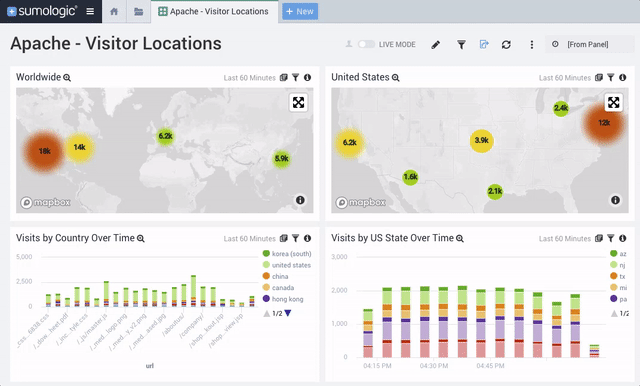 sumologic
Apache - Visitor Locations
+ New
Apache - Visitor Locations
LIVE MODE
[From Panel]
Worldwide
Last 60 Minutes
18k
14k
6.2k
5.9k
mapbox
United States
Last 60 Minutes
6.2k
3.9k
2.4k
12k
1.6k
2.1k
mapbox
Visits by Country Over Time
Last 60 Minutes
5,000
2,500
0
url
korea (south)
united states
china
canada
hong kong
1/2
Visits by US State Over Time
Last 60 Minutes
3,000
2,000
1,000
0
04:15 PM
04:30 PM
04:45 PM
az
nj
tx
mi
pa
1/2